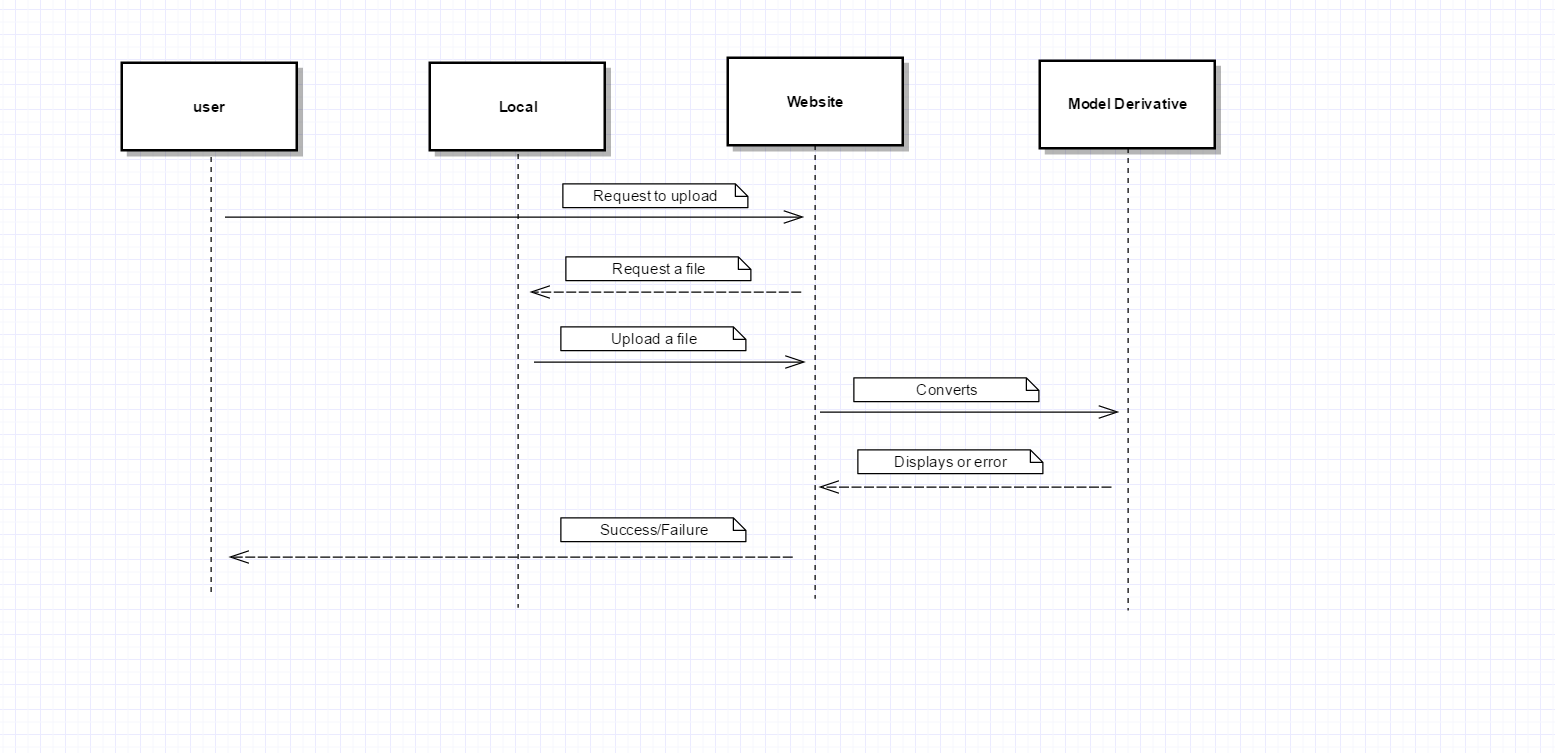 user
Local
Website
Model Derivative
Request to upload
Request a file
Upload a file
Converts
Displays or error
Success/Failure